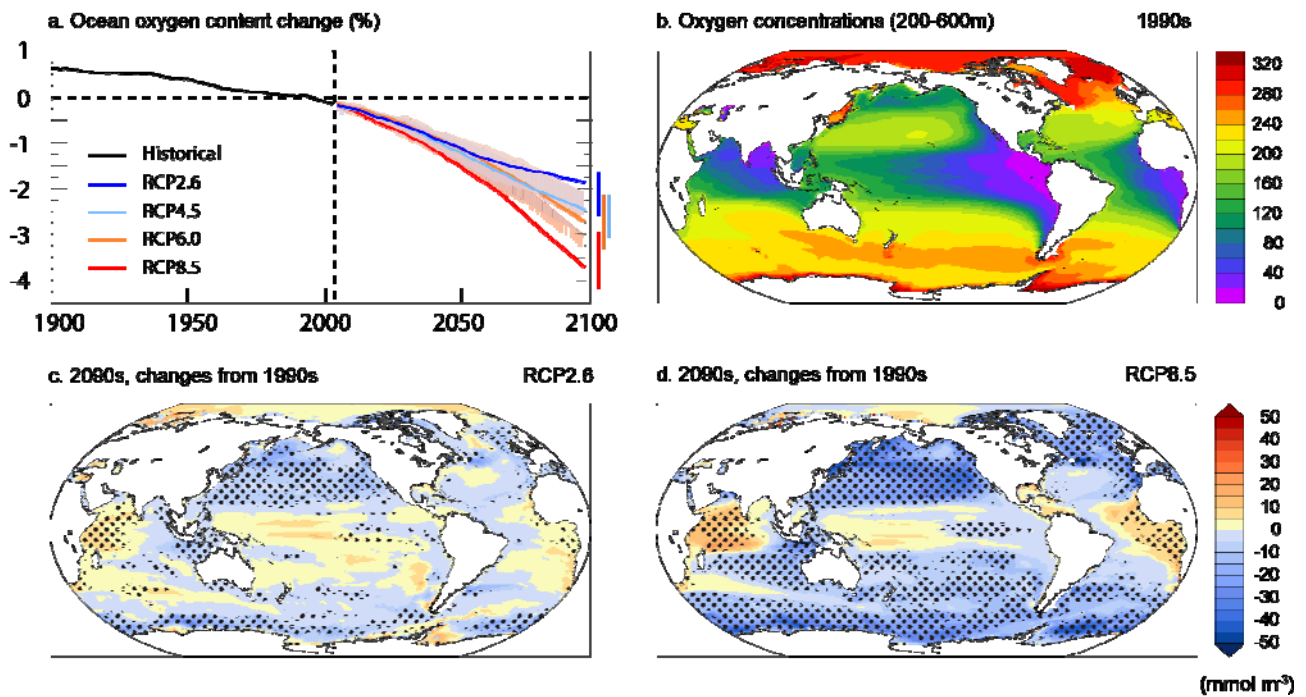 a. Ocean oxygen content change (%)
1
0
-1
-2
-3
-4
Historical
RCP2.6
RCP4.5
RCP6.0
RCP8.5
1900
1950
2000
2050
2100
b. Oxygen concentrations (200-600m)
1990s
320
280
240
200
160
120
80
40
0
c. 2090s, changes from 1990s
RCP2.6
d. 2090s, changes from 1990s
RCP8.5
50
40
30
20
10
0
-10
-20
-30
-40
-50
(mmol m⁻³)